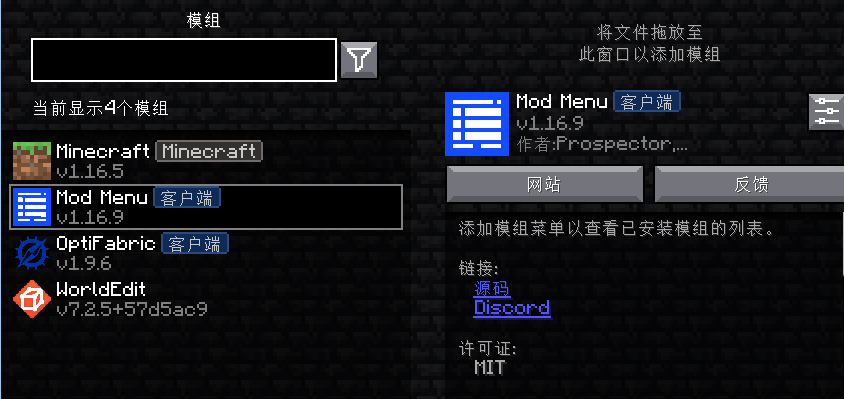 模组
当前显示4个模组
Minecraft Minecraft
v1.16.5
Mod Menu 客户端
v1.16.9
OptiFabric 客户端
v1.9.6
WorldEdit
v7.2.5+57d5ac9
将文件拖放至
此窗口以添加模组
Mod Menu 客户端
v1.16.9
作者:Prospector,...
网站
反馈
添加模组菜单以查看已安装模组的列表。
链接:
源码
Discord
许可证:
MIT